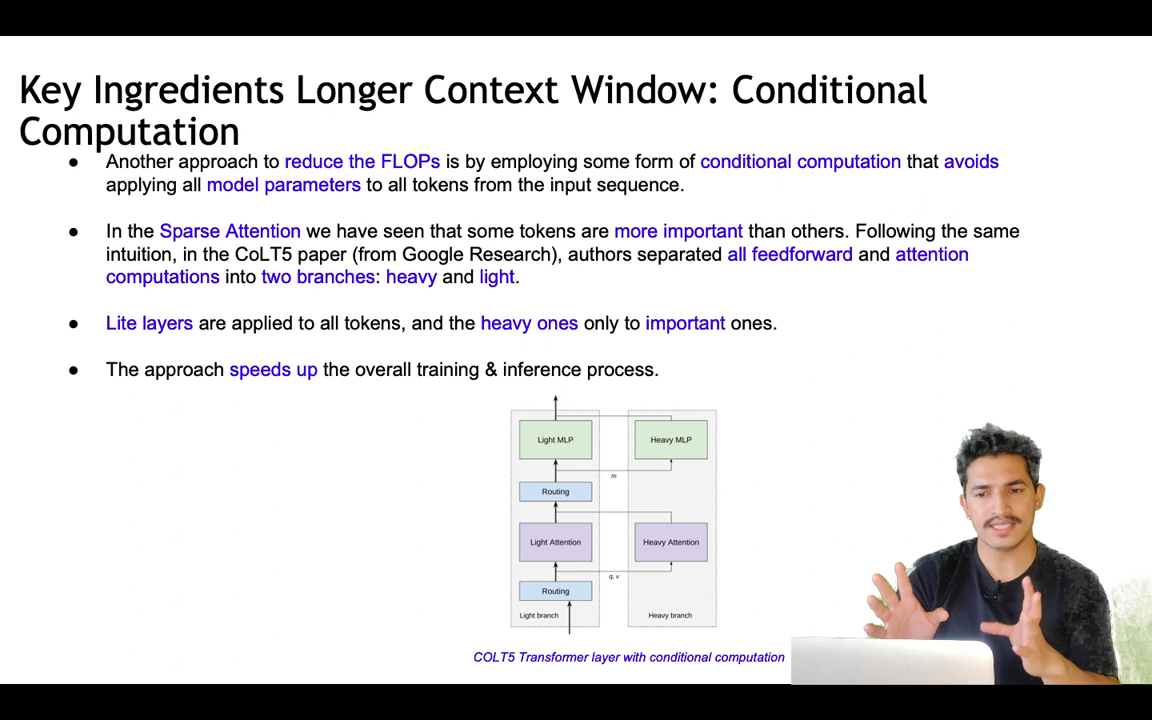 Key Ingredients Longer Context Window: Conditional
Computation
● Another approach to reduce the FLOPs is by employing some form of conditional computation that avoids
applying all model parameters to all tokens from the input sequence.
● In the Sparse Attention we have seen that some tokens are more important than others. Following the same
intuition, in the CoLT5 paper (from Google Research), authors separated all feedforward and attention
computations into two branches: heavy and light.
● Lite layers are applied to all tokens, and the heavy ones only to important ones.
● The approach speeds up the overall training & inference process.
Light MLP
Heavy MLP
m
Routing
Light Attention
Heavy Attention
q, v
Routing
Light branch
Heavy branch
COLT5 Transformer layer with conditional computation